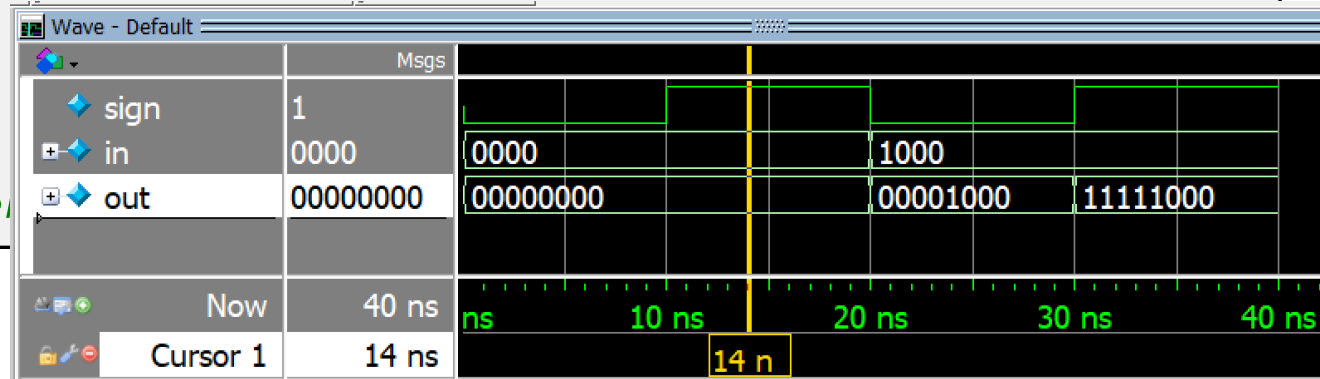 Wave - Default
Msgs
sign 1
in 0000 0000 1000
out 00000000 00000000 00001000 11111000
Now 40 ns ns 10 ns 20 ns 30 ns 40 ns
Cursor 1 14 ns 14 n